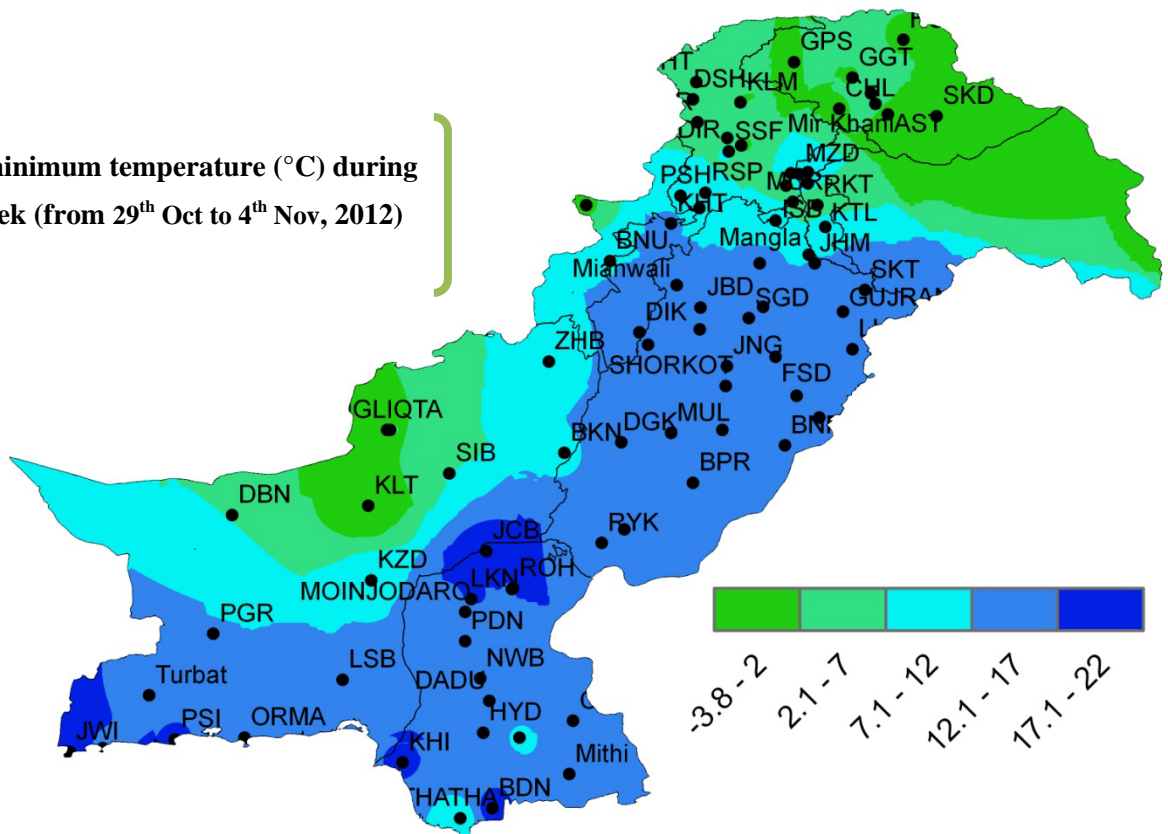 minimum temperature (°C) during
(from 29th Oct to 4th Nov, 2012)
GPS
GGT
DSH KLM
CHL
SKD
Mir Khani AST
DIR SSF
MZD
PSH RSP
RKT
KHT
ISB KTL
BNU Mangla JHM
Mianwali
SKT
JBD SGD
DIK
JNG
ZHB
SHORKOT
FSD
GLIQTA
DGK MUL
BKN
SIB
BPR
DBN KLT
RYK
JCB
KZD
LKN ROH
MOINJODARO
PGR PDN
LSB NWB
Turbat DADU
PSI ORMA HYD
JWI
KHI
Mithi
THATHA BDN
-3.8 - 2
2.1 - 7
7.1 - 12
12.1 - 17
17.1 - 22